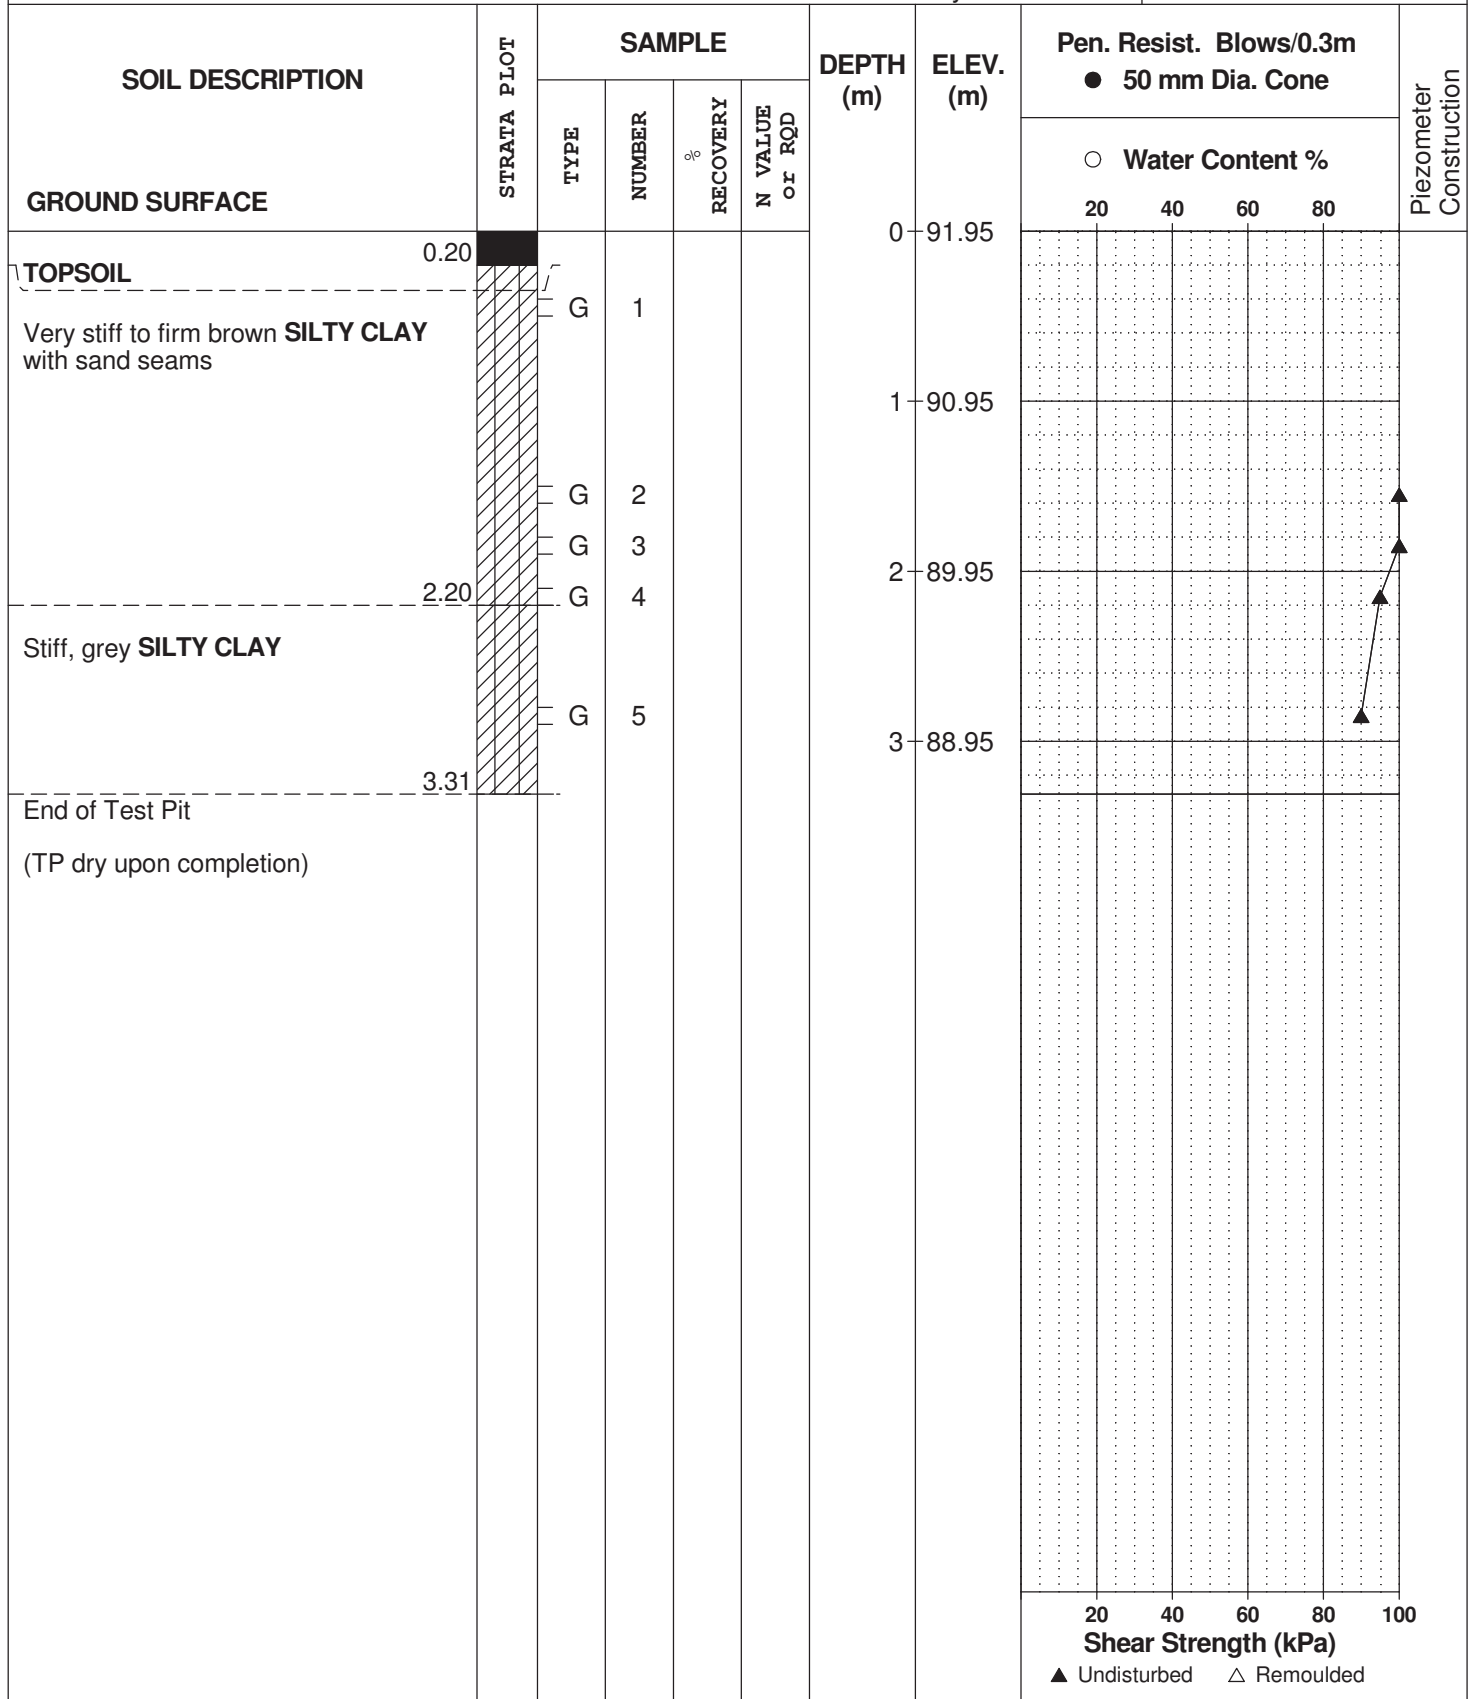 SOIL DESCRIPTION
GROUND SURFACE
STRATA PLOT
SAMPLE
TYPE
NUMBER
%
RECOVERY
N VALUE
or RQD
DEPTH
(m)
ELEV.
(m)
Pen. Resist. Blows/0.3m
● 50 mm Dia. Cone
○ Water Content %
20 40 60 80
Piezometer
Construction
0 91.95
0.20
TOPSOIL
G 1
Very stiff to firm brown SILTY CLAY
with sand seams
1 90.95
G 2
G 3
2 89.95
2.20
G 4
Stiff, grey SILTY CLAY
G 5
3 88.95
3.31
End of Test Pit
(TP dry upon completion)
20 40 60 80 100
Shear Strength (kPa)
▲ Undisturbed △ Remoulded